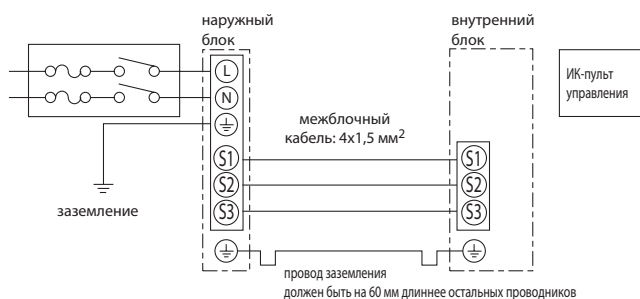 наружный
блок
внутренний
блок
L
N
ИК-пульт
управления
межблочный
кабель: 4x1,5 мм²
S1
S1
S2
S2
S3
S3
заземление
провод заземления
должен быть на 60 мм длиннее остальных проводников